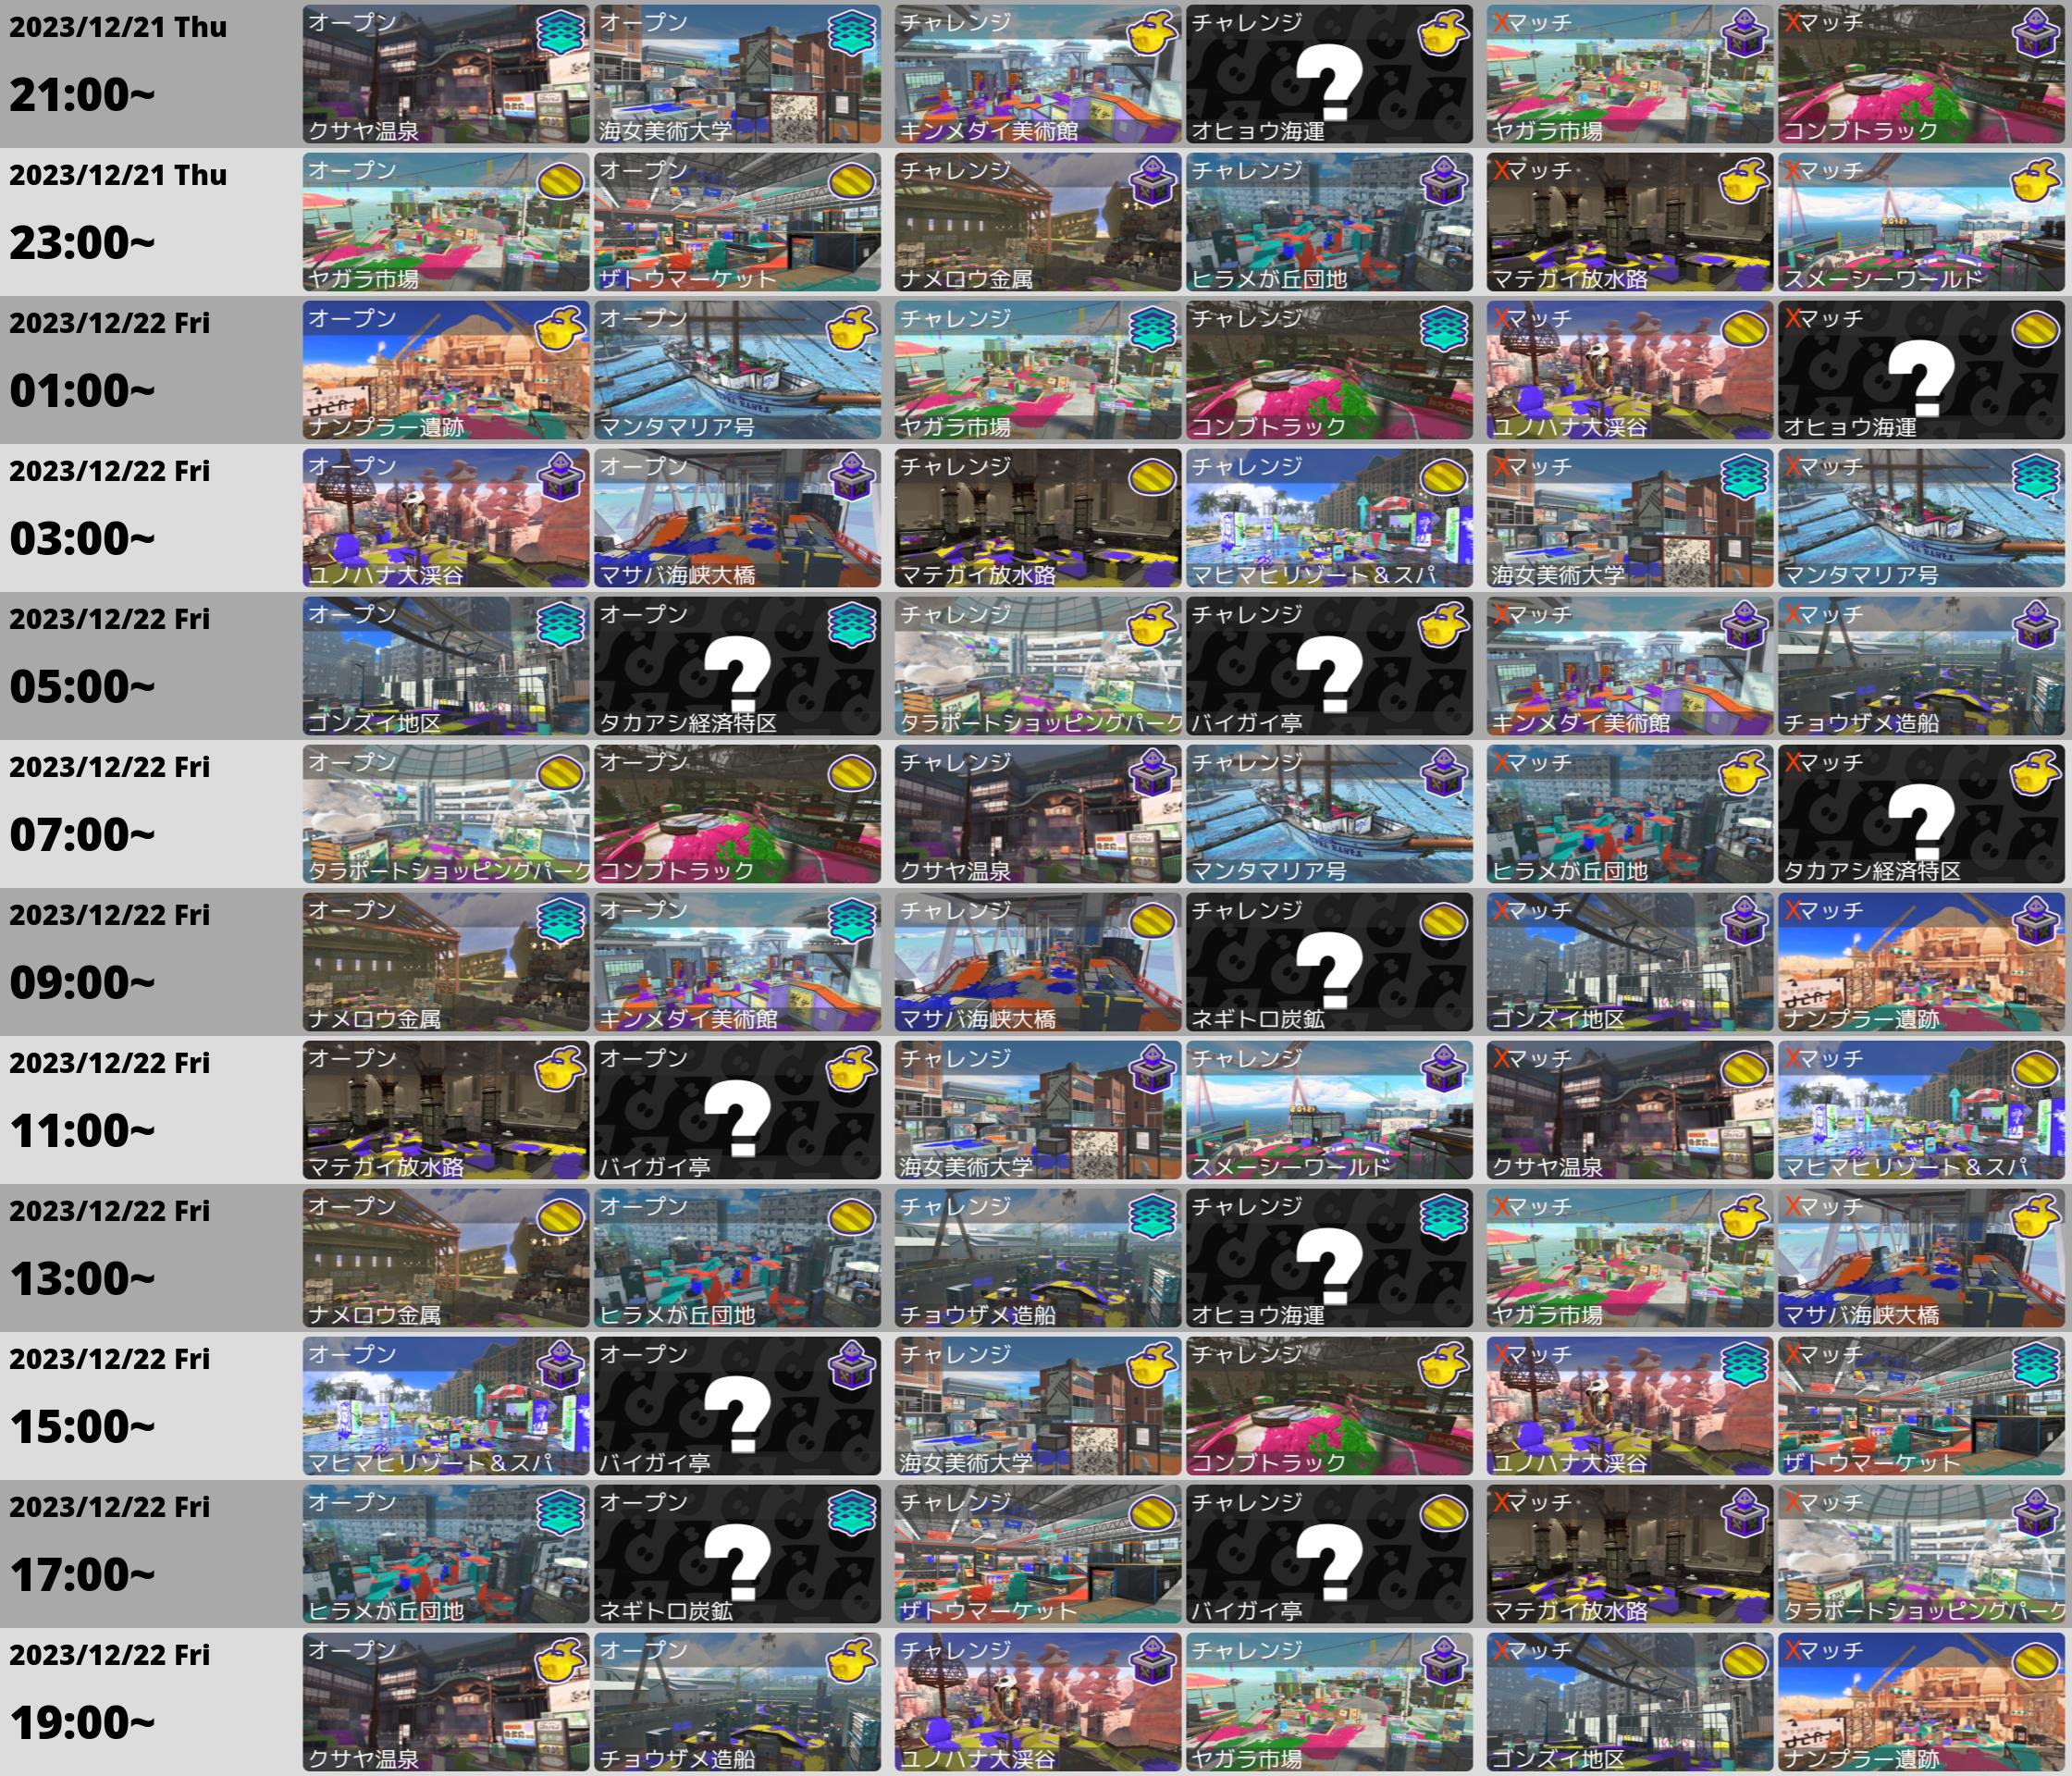 2023/12/21 Thu
21:00~
オープン
クサヤ温泉
オープン
海女美術大学
チャレンジ
キンメダイ美術館
チャレンジ
オヒョウ海運
Xマッチ
ヤガラ市場
Xマッチ
コンブトラック
2023/12/21 Thu
23:00~
オープン
ヤガラ市場
オープン
ザトウマーケット
チャレンジ
ナメロウ金属
チャレンジ
ヒラメが丘団地
Xマッチ
マテガイ放水路
Xマッチ
スメーシーワールド
2023/12/22 Fri
01:00~
オープン
ナンプラー遺跡
オープン
マンタマリア号
チャレンジ
ヤガラ市場
チャレンジ
コンブトラック
Xマッチ
ユノハナ大渓谷
Xマッチ
オヒョウ海運
2023/12/22 Fri
03:00~
オープン
ユノハナ大渓谷
オープン
マサバ海峡大橋
チャレンジ
マテガイ放水路
チャレンジ
マヒマヒリゾート＆スパ
Xマッチ
海女美術大学
Xマッチ
マンタマリア号
2023/12/22 Fri
05:00~
オープン
ゴンズイ地区
オープン
タカアシ経済特区
チャレンジ
タラポートショッピングパーク
チャレンジ
バイガイ亭
Xマッチ
キンメダイ美術館
Xマッチ
チョウザメ造船
2023/12/22 Fri
07:00~
オープン
タラポートショッピングパーク
オープン
コンブトラック
チャレンジ
クサヤ温泉
チャレンジ
マンタマリア号
Xマッチ
ヒラメが丘団地
Xマッチ
タカアシ経済特区
2023/12/22 Fri
09:00~
オープン
ナメロウ金属
オープン
キンメダイ美術館
チャレンジ
マサバ海峡大橋
チャレンジ
ネギトロ炭鉱
Xマッチ
ゴンズイ地区
Xマッチ
ナンプラー遺跡
2023/12/22 Fri
11:00~
オープン
マテガイ放水路
オープン
バイガイ亭
チャレンジ
海女美術大学
チャレンジ
スメーシーワールド
Xマッチ
クサヤ温泉
Xマッチ
マヒマヒリゾート＆スパ
2023/12/22 Fri
13:00~
オープン
ナメロウ金属
オープン
ヒラメが丘団地
チャレンジ
チョウザメ造船
チャレンジ
オヒョウ海運
Xマッチ
ヤガラ市場
Xマッチ
マサバ海峡大橋
2023/12/22 Fri
15:00~
オープン
マヒマヒリゾート＆スパ
オープン
バイガイ亭
チャレンジ
海女美術大学
チャレンジ
コンブトラック
Xマッチ
ユノハナ大渓谷
Xマッチ
ザトウマーケット
2023/12/22 Fri
17:00~
オープン
ヒラメが丘団地
オープン
ネギトロ炭鉱
チャレンジ
ザトウマーケット
チャレンジ
バイガイ亭
Xマッチ
マテガイ放水路
Xマッチ
タラポートショッピングパーク
2023/12/22 Fri
19:00~
オープン
クサヤ温泉
オープン
チョウザメ造船
チャレンジ
ユノハナ大渓谷
チャレンジ
ヤガラ市場
Xマッチ
ゴンズイ地区
Xマッチ
ナンプラー遺跡